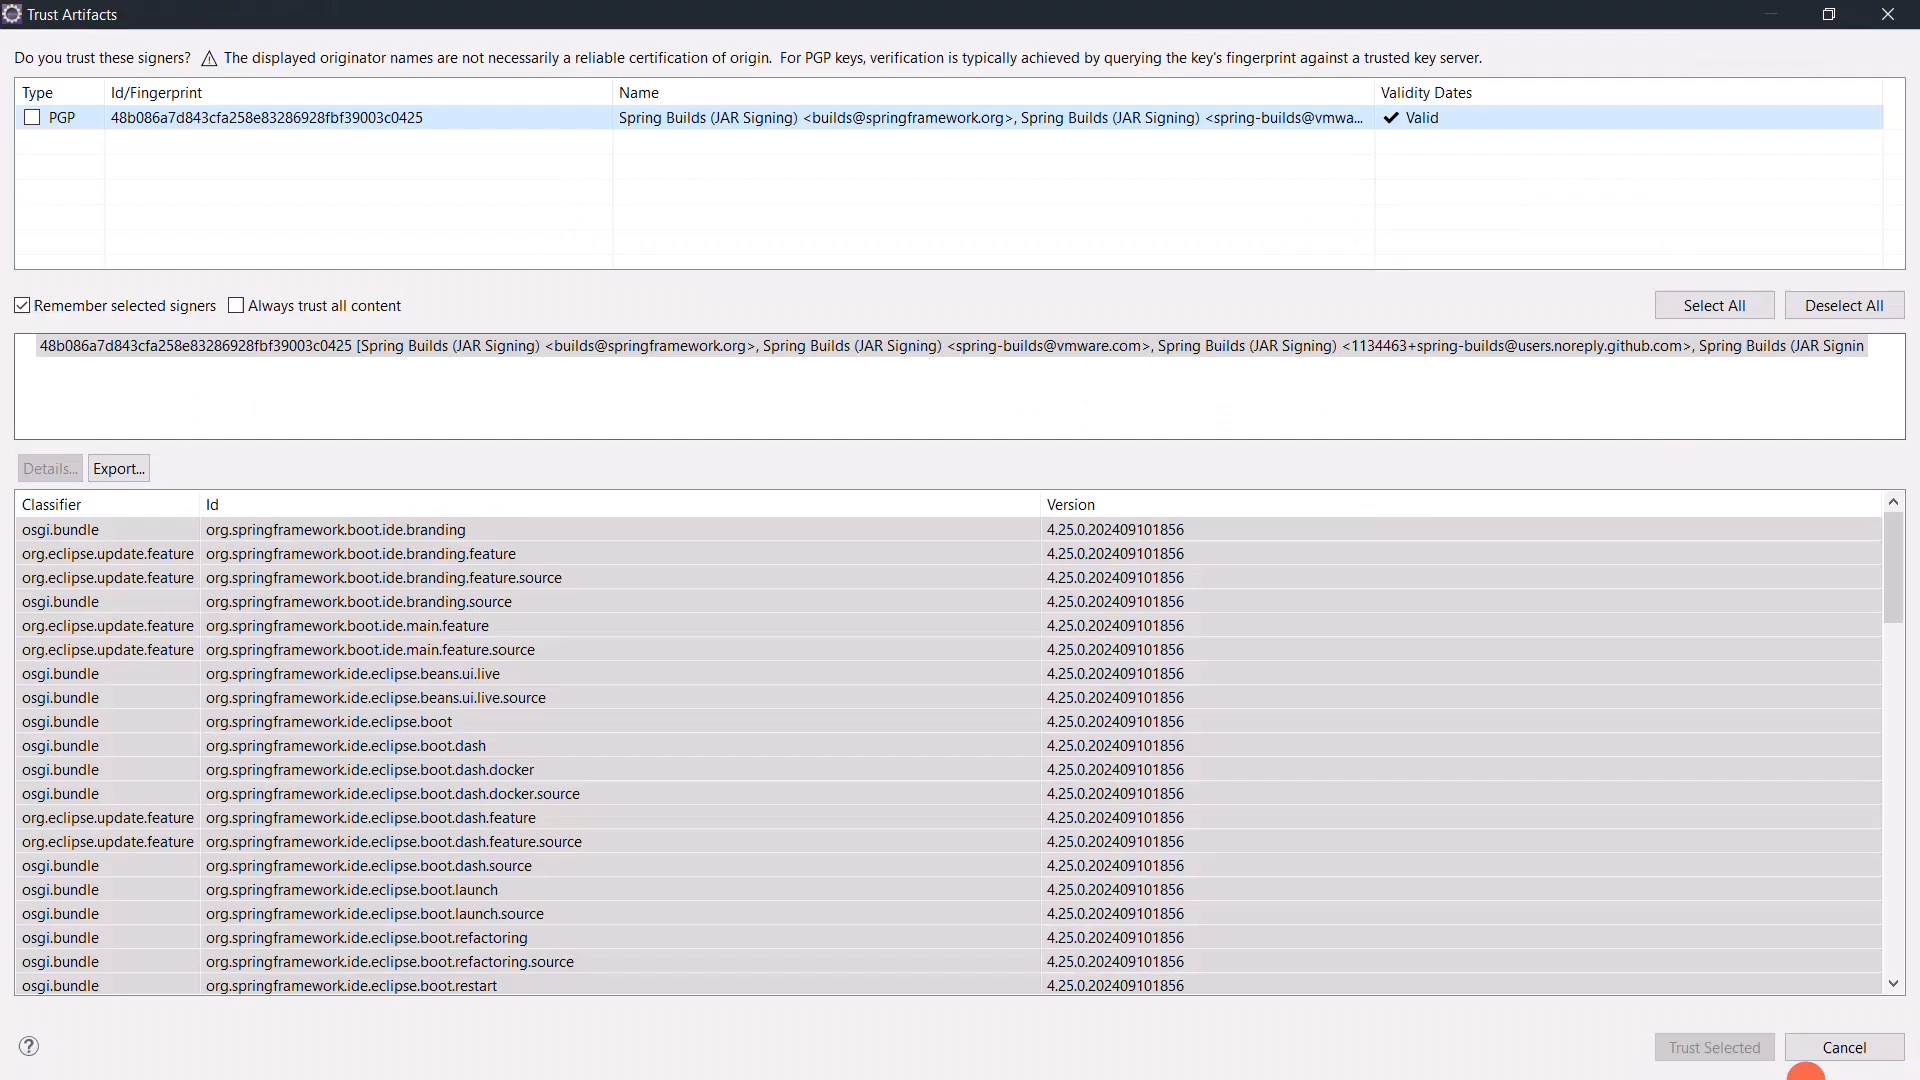 Trust Artifacts
Do you trust these signers? The displayed originator names are not necessarily a reliable certification of origin. For PGP keys, verification is typically achieved by querying the key's fingerprint against a trusted key server.
Type Id/Fingerprint Name Validity Dates
PGP 48b086a7d843cfa258e83286928fbf39003c0425 Spring Builds (JAR Signing) <builds@springframework.org>, Spring Builds (JAR Signing) <spring-builds@vmwa... Valid
Remember selected signers Always trust all content Select All Deselect All
48b086a7d843cfa258e83286928fbf39003c0425 [Spring Builds (JAR Signing) <builds@springframework.org>, Spring Builds (JAR Signing) <spring-builds@vmware.com>, Spring Builds (JAR Signing) <1134463+spring-builds@users.noreply.github.com>, Spring Builds (JAR Signin
Details... Export...
Classifier Id Version
osgi.bundle org.springframework.boot.ide.branding 4.25.0.202409101856
org.eclipse.update.feature org.springframework.boot.ide.branding.feature 4.25.0.202409101856
org.eclipse.update.feature org.springframework.boot.ide.branding.feature.source 4.25.0.202409101856
osgi.bundle org.springframework.boot.ide.branding.source 4.25.0.202409101856
org.eclipse.update.feature org.springframework.boot.ide.main.feature 4.25.0.202409101856
org.eclipse.update.feature org.springframework.boot.ide.main.feature.source 4.25.0.202409101856
osgi.bundle org.springframework.ide.eclipse.beans.ui.live 4.25.0.202409101856
osgi.bundle org.springframework.ide.eclipse.beans.ui.live.source 4.25.0.202409101856
osgi.bundle org.springframework.ide.eclipse.boot 4.25.0.202409101856
osgi.bundle org.springframework.ide.eclipse.boot.dash 4.25.0.202409101856
osgi.bundle org.springframework.ide.eclipse.boot.dash.docker 4.25.0.202409101856
osgi.bundle org.springframework.ide.eclipse.boot.dash.docker.source 4.25.0.202409101856
org.eclipse.update.feature org.springframework.ide.eclipse.boot.dash.feature 4.25.0.202409101856
org.eclipse.update.feature org.springframework.ide.eclipse.boot.dash.feature.source 4.25.0.202409101856
osgi.bundle org.springframework.ide.eclipse.boot.dash.source 4.25.0.202409101856
osgi.bundle org.springframework.ide.eclipse.boot.launch 4.25.0.202409101856
osgi.bundle org.springframework.ide.eclipse.boot.launch.source 4.25.0.202409101856
osgi.bundle org.springframework.ide.eclipse.boot.refactoring 4.25.0.202409101856
osgi.bundle org.springframework.ide.eclipse.boot.refactoring.source 4.25.0.202409101856
osgi.bundle org.springframework.ide.eclipse.boot.restart 4.25.0.202409101856
? Trust Selected Cancel